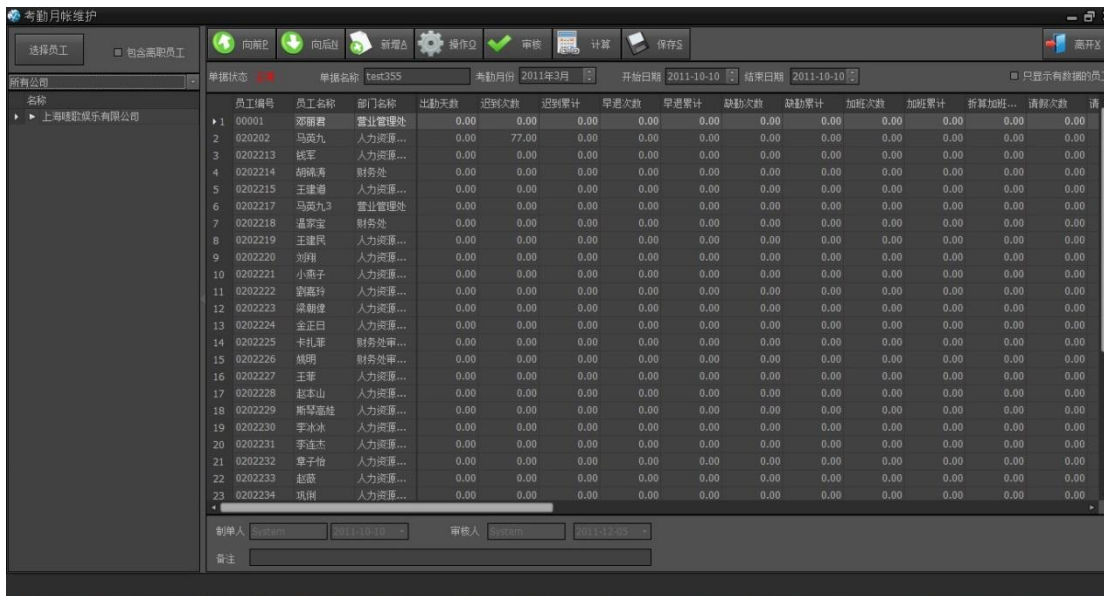 考勤月帐维护
选择员工 包含离职员工
向前P 向后N 新增A 操作O 审核 计算 保存S 离开X
所有公司
单据状态 单据名称 test355 考勤月份 2011年3月 开始日期 2011-10-10 结束日期 2011-10-10 只显示有数据的员工
名称
上海嗟歌娱乐有限公司
员工编号 员工名称 部门名称 出勤天数 迟到次数 迟到累计 早退次数 早退累计 缺勤次数 缺勤累计 加班次数 加班累计 折算加班... 请假次数 请
1 00001 邓丽君 营业管理处 0.00 0.00 0.00 0.00 0.00 0.00 0.00 0.00 0.00 0.00 0.00
2 020202 马英九 人力资源... 0.00 77.00 0.00 0.00 0.00 0.00 0.00 0.00 0.00 0.00 0.00
3 0202213 钱军 人力资源... 0.00 0.00 0.00 0.00 0.00 0.00 0.00 0.00 0.00 0.00 0.00
4 0202214 胡锦涛 财务处 0.00 0.00 0.00 0.00 0.00 0.00 0.00 0.00 0.00 0.00 0.00
5 0202215 王建 人力资源... 0.00 0.00 0.00 0.00 0.00 0.00 0.00 0.00 0.00 0.00 0.00
6 0202217 马英九3 营业管理处 0.00 0.00 0.00 0.00 0.00 0.00 0.00 0.00 0.00 0.00 0.00
7 0202218 温家宝 财务处 0.00 0.00 0.00 0.00 0.00 0.00 0.00 0.00 0.00 0.00 0.00
8 0202219 王建民 人力资源... 0.00 0.00 0.00 0.00 0.00 0.00 0.00 0.00 0.00 0.00 0.00
9 0202220 刘翔 人力资源... 0.00 0.00 0.00 0.00 0.00 0.00 0.00 0.00 0.00 0.00 0.00
10 0202221 小燕子 人力资源... 0.00 0.00 0.00 0.00 0.00 0.00 0.00 0.00 0.00 0.00 0.00
11 0202222 劉嘉玲 人力资源... 0.00 0.00 0.00 0.00 0.00 0.00 0.00 0.00 0.00 0.00 0.00
12 0202223 梁朝偉 人力资源... 0.00 0.00 0.00 0.00 0.00 0.00 0.00 0.00 0.00 0.00 0.00
13 0202224 金正日 人力资源... 0.00 0.00 0.00 0.00 0.00 0.00 0.00 0.00 0.00 0.00 0.00
14 0202225 卡扎菲 财务处审... 0.00 0.00 0.00 0.00 0.00 0.00 0.00 0.00 0.00 0.00 0.00
15 0202226 姚明 财务处审... 0.00 0.00 0.00 0.00 0.00 0.00 0.00 0.00 0.00 0.00 0.00
16 0202227 王菲 人力资源... 0.00 0.00 0.00 0.00 0.00 0.00 0.00 0.00 0.00 0.00 0.00
17 0202228 赵本山 人力资源... 0.00 0.00 0.00 0.00 0.00 0.00 0.00 0.00 0.00 0.00 0.00
18 0202229 斯琴高娃 人力资源... 0.00 0.00 0.00 0.00 0.00 0.00 0.00 0.00 0.00 0.00 0.00
19 0202230 李冰冰 人力资源... 0.00 0.00 0.00 0.00 0.00 0.00 0.00 0.00 0.00 0.00 0.00
20 0202231 李连杰 人力资源... 0.00 0.00 0.00 0.00 0.00 0.00 0.00 0.00 0.00 0.00 0.00
21 0202232 章子怡 人力资源... 0.00 0.00 0.00 0.00 0.00 0.00 0.00 0.00 0.00 0.00 0.00
22 0202233 赵薇 人力资源... 0.00 0.00 0.00 0.00 0.00 0.00 0.00 0.00 0.00 0.00 0.00
23 0202234 巩俐 人力资源... 0.00 0.00 0.00 0.00 0.00 0.00 0.00 0.00 0.00 0.00 0.00
制单人 System 2011-10-10 审核人 System 2011-12-05
备注